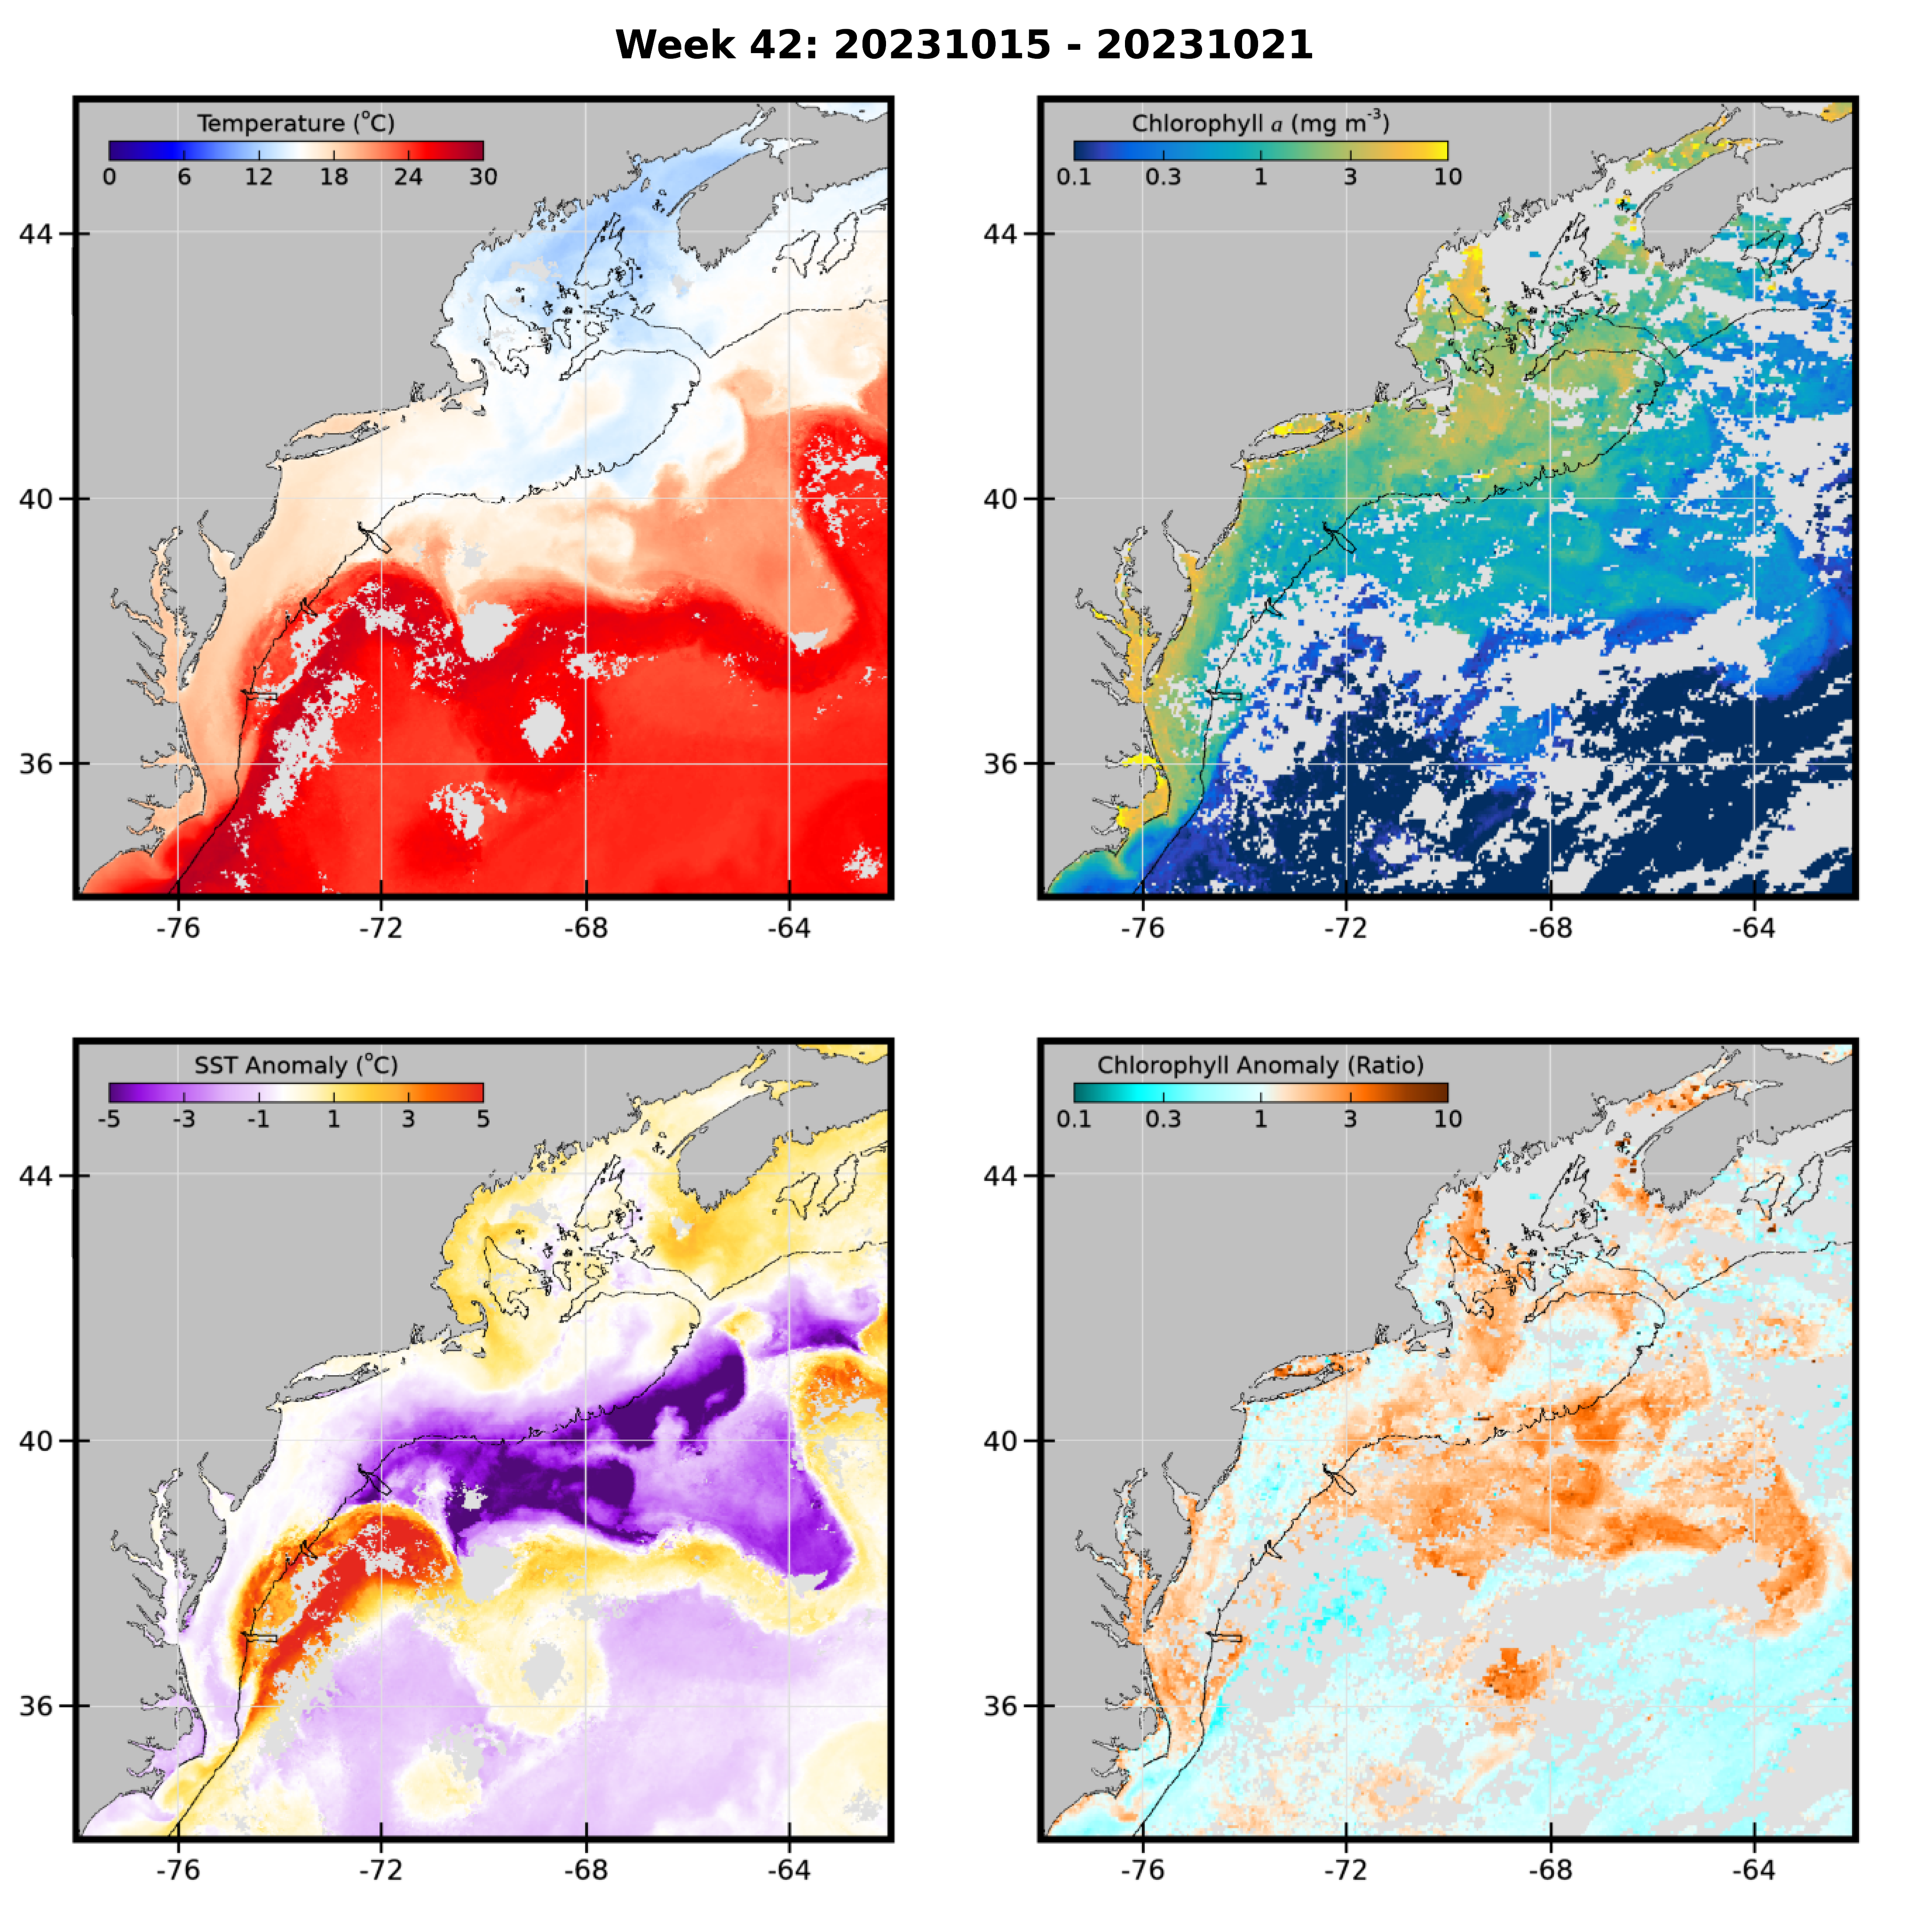 Week 42: 20231015 - 20231021
Temperature (°C)
0 6 12 18 24 30
44
40
36
-76 -72 -68 -64
Chlorophyll a (mg m-3)
0.1 0.3 1 3 10
44
40
36
-76 -72 -68 -64
SST Anomaly (°C)
-5 -3 -1 1 3 5
44
40
36
-76 -72 -68 -64
Chlorophyll Anomaly (Ratio)
0.1 0.3 1 3 10
44
40
36
-76 -72 -68 -64